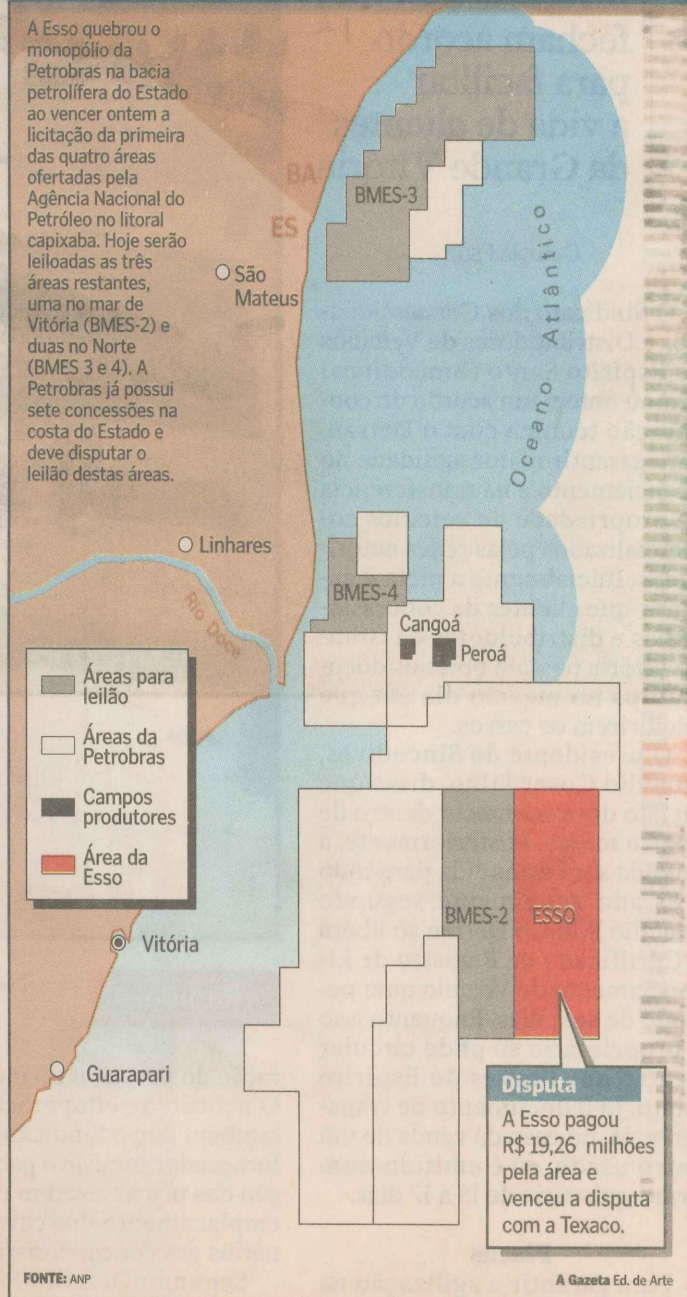 A Esso quebrou o
monopólio da
Petrobras na bacia
petrolífera do Estado
ao vencer ontem a
licitação da primeira
das quatro áreas
ofertadas pela
Agência Nacional do
Petróleo no litoral
capixaba. Hoje serão
leiloadas as três
áreas restantes,
uma no mar de
Vitória (BMES-2) e
duas no Norte
(BMES 3 e 4). A
Petrobras já possui
sete concessões na
costa do Estado e
deve disputar o
leilão destas áreas.
BA
ES
BMES-3
São
Mateus
Oceano Atlântico
Linhares
Rio Doce
BMES-4
Cangoá
Peroá
Áreas para
leilão
Áreas da
Petrobras
Campos
produtores
Área da
Esso
BMES-2
ESSO
Vitória
Guarapari
Disputa
A Esso pagou
R$ 19,26 milhões
pela área e
venceu a disputa
com a Texaco.
FONTE: ANP
A Gazeta Ed. de Arte